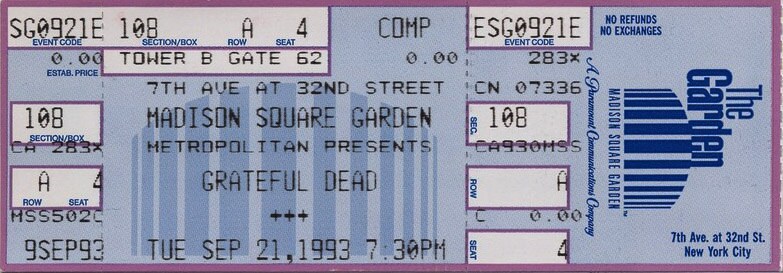 ESG0921E 108 A 4 COMP ESG0921E
EVENT CODE SECTION/BOX ROW SEAT EVENT CODE
0.00 TOWER B GATE 62 0.00 283×
ESTAB. PRICE
7TH AVE AT 32ND STREET CN 07336
108 MADISON SQUARE GARDEN SEC. 108
SECTION/BOX
CA 283× METROPOLITAN PRESENTS CA930MSS
A 4 GRATEFUL DEAD ROW A
ROW SEAT
MSS502C +++ C 0.00
9SEP93 TUE SEP 21,1993 7:30PM SEAT 4
NO REFUNDS
NO EXCHANGES
The Garden
MADISON SQUARE GARDEN™
A Paramount Communications Company
7th Ave. at 32nd St.
New York City